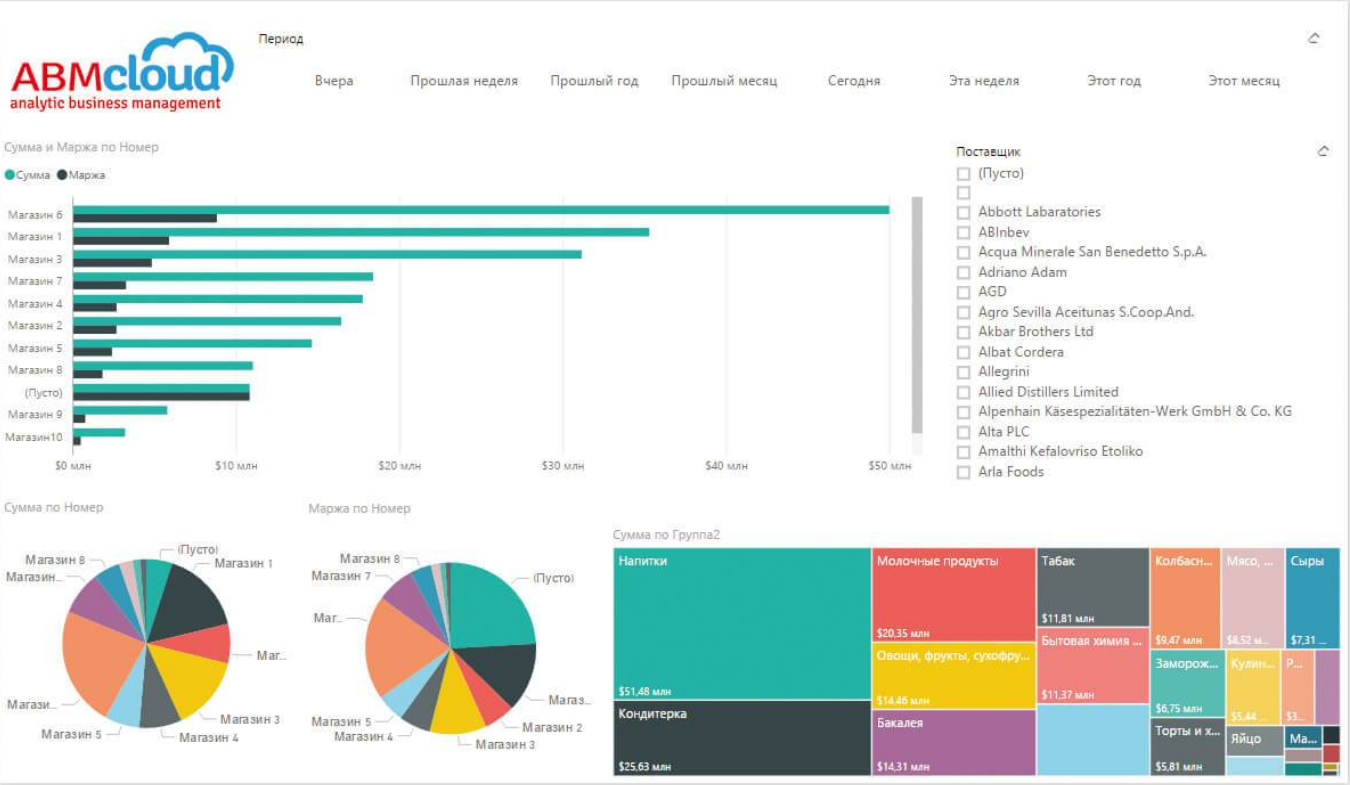 ABMcloud
analytic business management
Период
Вчера
Прошлая неделя
Прошлый год
Прошлый месяц
Сегодня
Эта неделя
Этот год
Этот месяц
Сумма и Маржа по Номер
Сумма
Маржа
Магазин 6
Магазин 1
Магазин 3
Магазин 7
Магазин 4
Магазин 2
Магазин 5
Магазин 8
(Пусто)
Магазин 9
Магазин10
$0 млн
$10 млн
$20 млн
$30 млн
$40 млн
$50 млн
Поставщик
(Пусто)
Abbott Labaratories
ABInbev
Acqua Minerale San Benedetto S.p.A.
Adriano Adam
AGD
Agro Sevilla Aceitunas S.Coop.And.
Akbar Brothers Ltd
Albat Cordera
Allegrini
Allied Distillers Limited
Alpenhain Käsespezialitäten-Werk GmbH & Co. KG
Alta PLC
Amalthi Kefalovriso Etoliko
Arla Foods
Сумма по Номер
(Пусто)
Магазин 8
Магазин 1
Магазин...
Маг...
Магази...
Магазин 3
Магазин 5
Магазин 4
Маржа по Номер
Магазин 8
Магазин 7
(Пусто)
Маг...
Магаз...
Магазин 5
Магазин 2
Магазин 4
Магазин 3
Сумма по Группа2
Напитки
$51,48 млн
Кондитерка
$25,63 млн
Молочные продукты
$20,35 млн
Овощи, фрукты, сухофру...
$14,46 млн
Бакалея
$14,31 млн
Табак
$11,81 млн
Бытовая химия ...
$11,37 млн
Колбасн...
$9,47 млн
Мясо, ...
$8,52 м...
Сыры
$7,31 ...
Заморож...
$6,75 млн
Кулин...
$5,44 ...
Р...
$3...
Торты и х...
$5,81 млн
Яйцо
Ма...